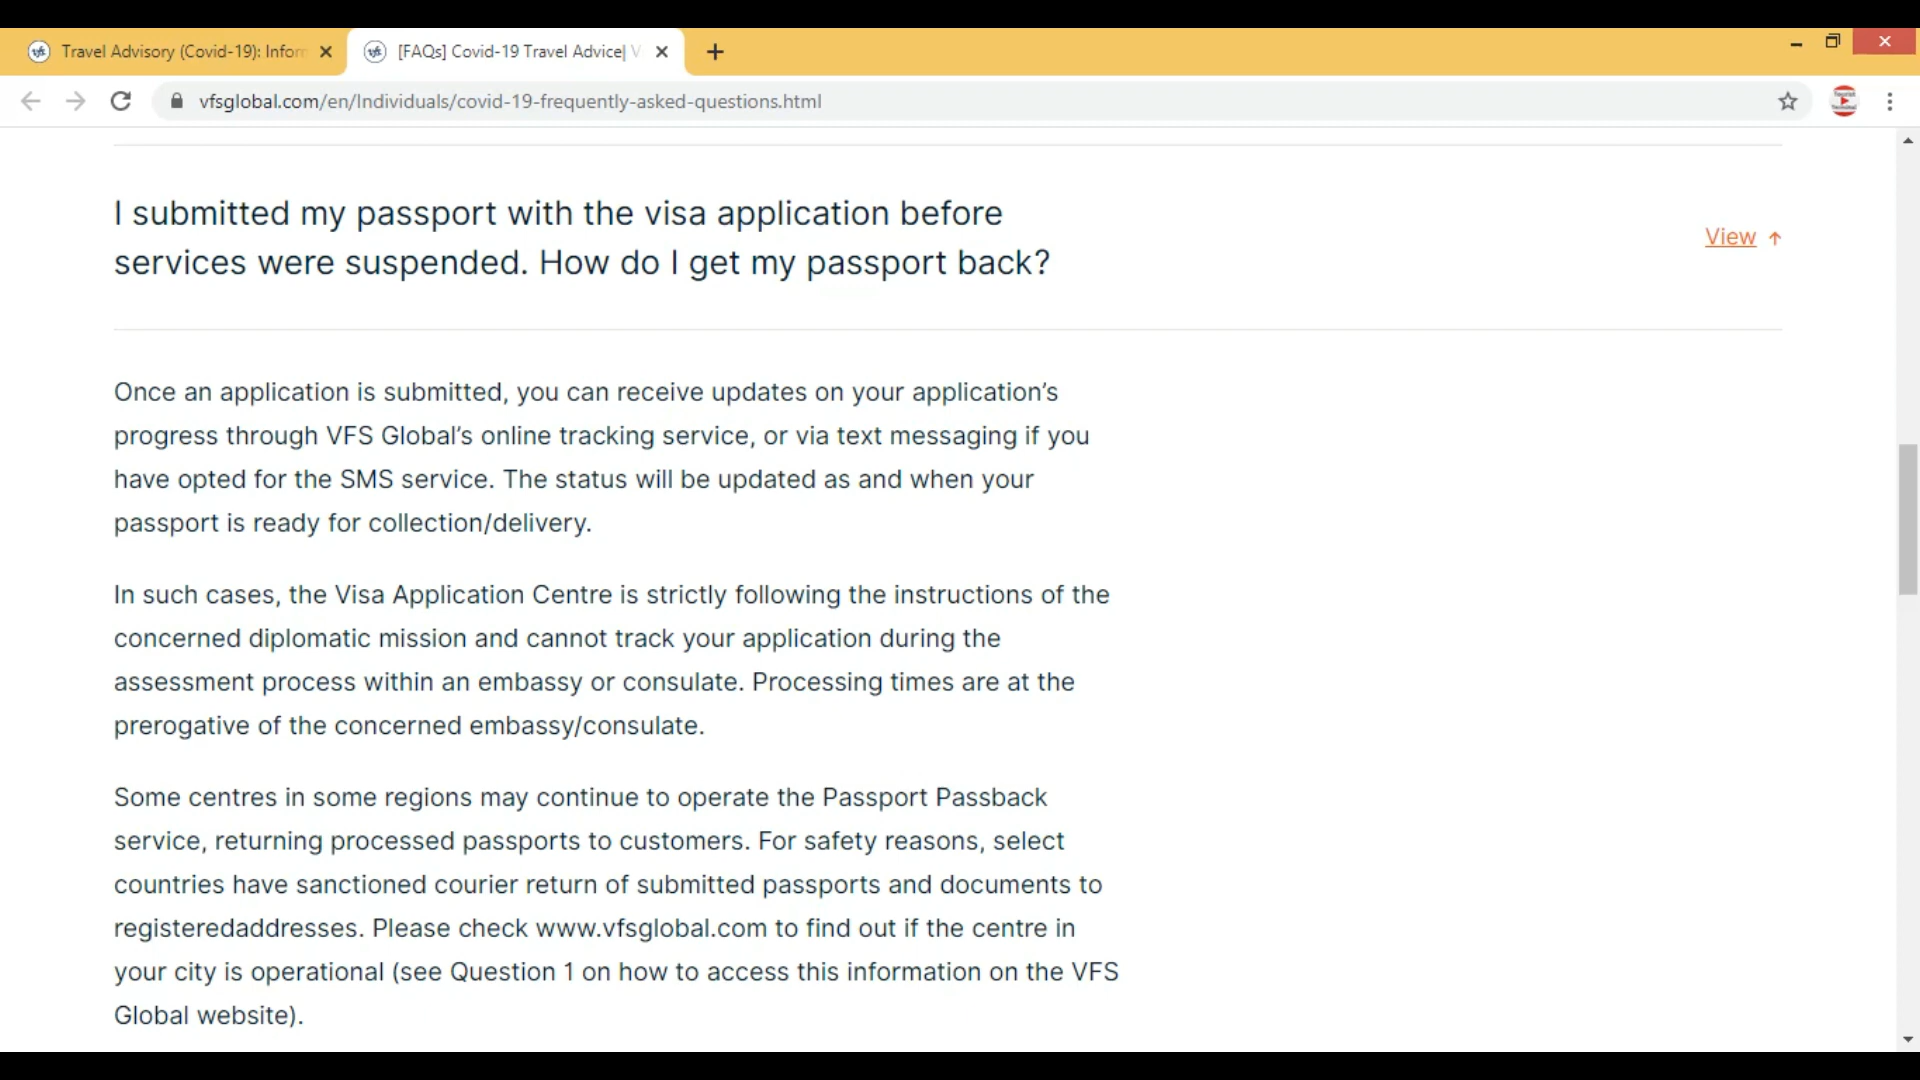 Travel Advisory (Covid-19): Infor
[FAQs] Covid-19 Travel Advice| V
vfsglobal.com/en/Individuals/covid-19-frequently-asked-questions.html
I submitted my passport with the visa application before
services were suspended. How do I get my passport back?
View
Once an application is submitted, you can receive updates on your application’s
progress through VFS Global’s online tracking service, or via text messaging if you
have opted for the SMS service. The status will be updated as and when your
passport is ready for collection/delivery.
In such cases, the Visa Application Centre is strictly following the instructions of the
concerned diplomatic mission and cannot track your application during the
assessment process within an embassy or consulate. Processing times are at the
prerogative of the concerned embassy/consulate.
Some centres in some regions may continue to operate the Passport Passback
service, returning processed passports to customers. For safety reasons, select
countries have sanctioned courier return of submitted passports and documents to
registeredaddresses. Please check www.vfsglobal.com to find out if the centre in
your city is operational (see Question 1 on how to access this information on the VFS
Global website).